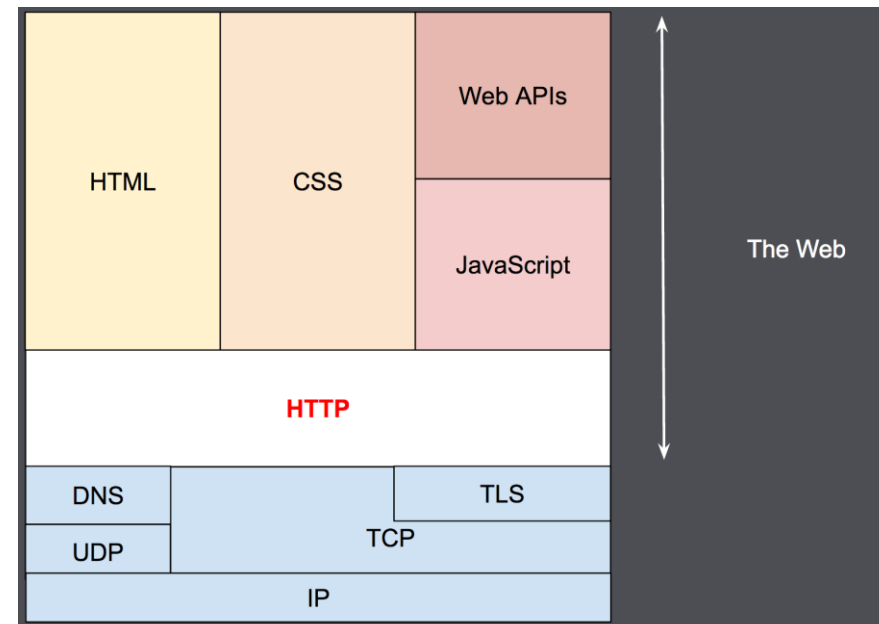 Web APIs
HTML
CSS
JavaScript
The Web
HTTP
DNS
TLS
UDP
TCP
IP